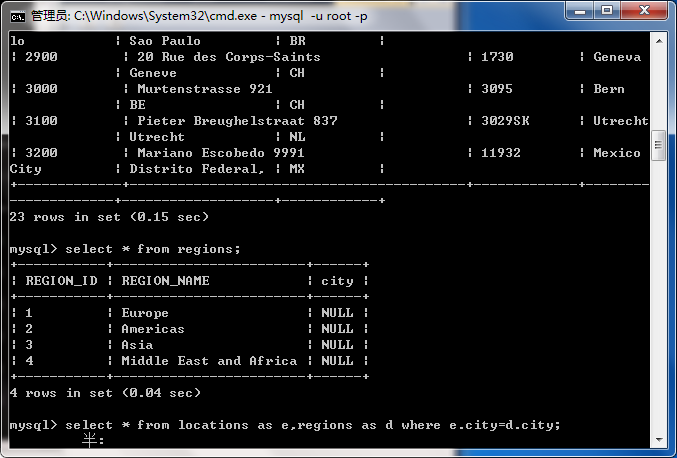 管理员: C:\Windows\System32\cmd.exe - mysql  -u root -p
lo             | Sao Paulo         | BR         |
| 2900         | 20 Rue des Corps-Saints                  | 1730        | Geneva
             | Geneve            | CH         |
| 3000         | Murtenstrasse 921                        | 3095        | Bern
             | BE                | CH         |
| 3100         | Pieter Breughelstraat 837                | 3029SK      | Utrecht
             | Utrecht           | NL         |
| 3200         | Mariano Escobedo 9991                    | 11932       | Mexico
City         | Distrito Federal, | MX         |
+-------------+------------------------------------------+-------------+--------
-------------+-------------------+------------+
23 rows in set (0.15 sec)
mysql> select * from regions;
+-----------+------------------------+------+
| REGION_ID | REGION_NAME            | city |
+-----------+------------------------+------+
| 1         | Europe                 | NULL |
| 2         | Americas               | NULL |
| 3         | Asia                   | NULL |
| 4         | Middle East and Africa | NULL |
+-----------+------------------------+------+
4 rows in set (0.04 sec)
mysql> select * from locations as e,regions as d where e.city=d.city;
半: